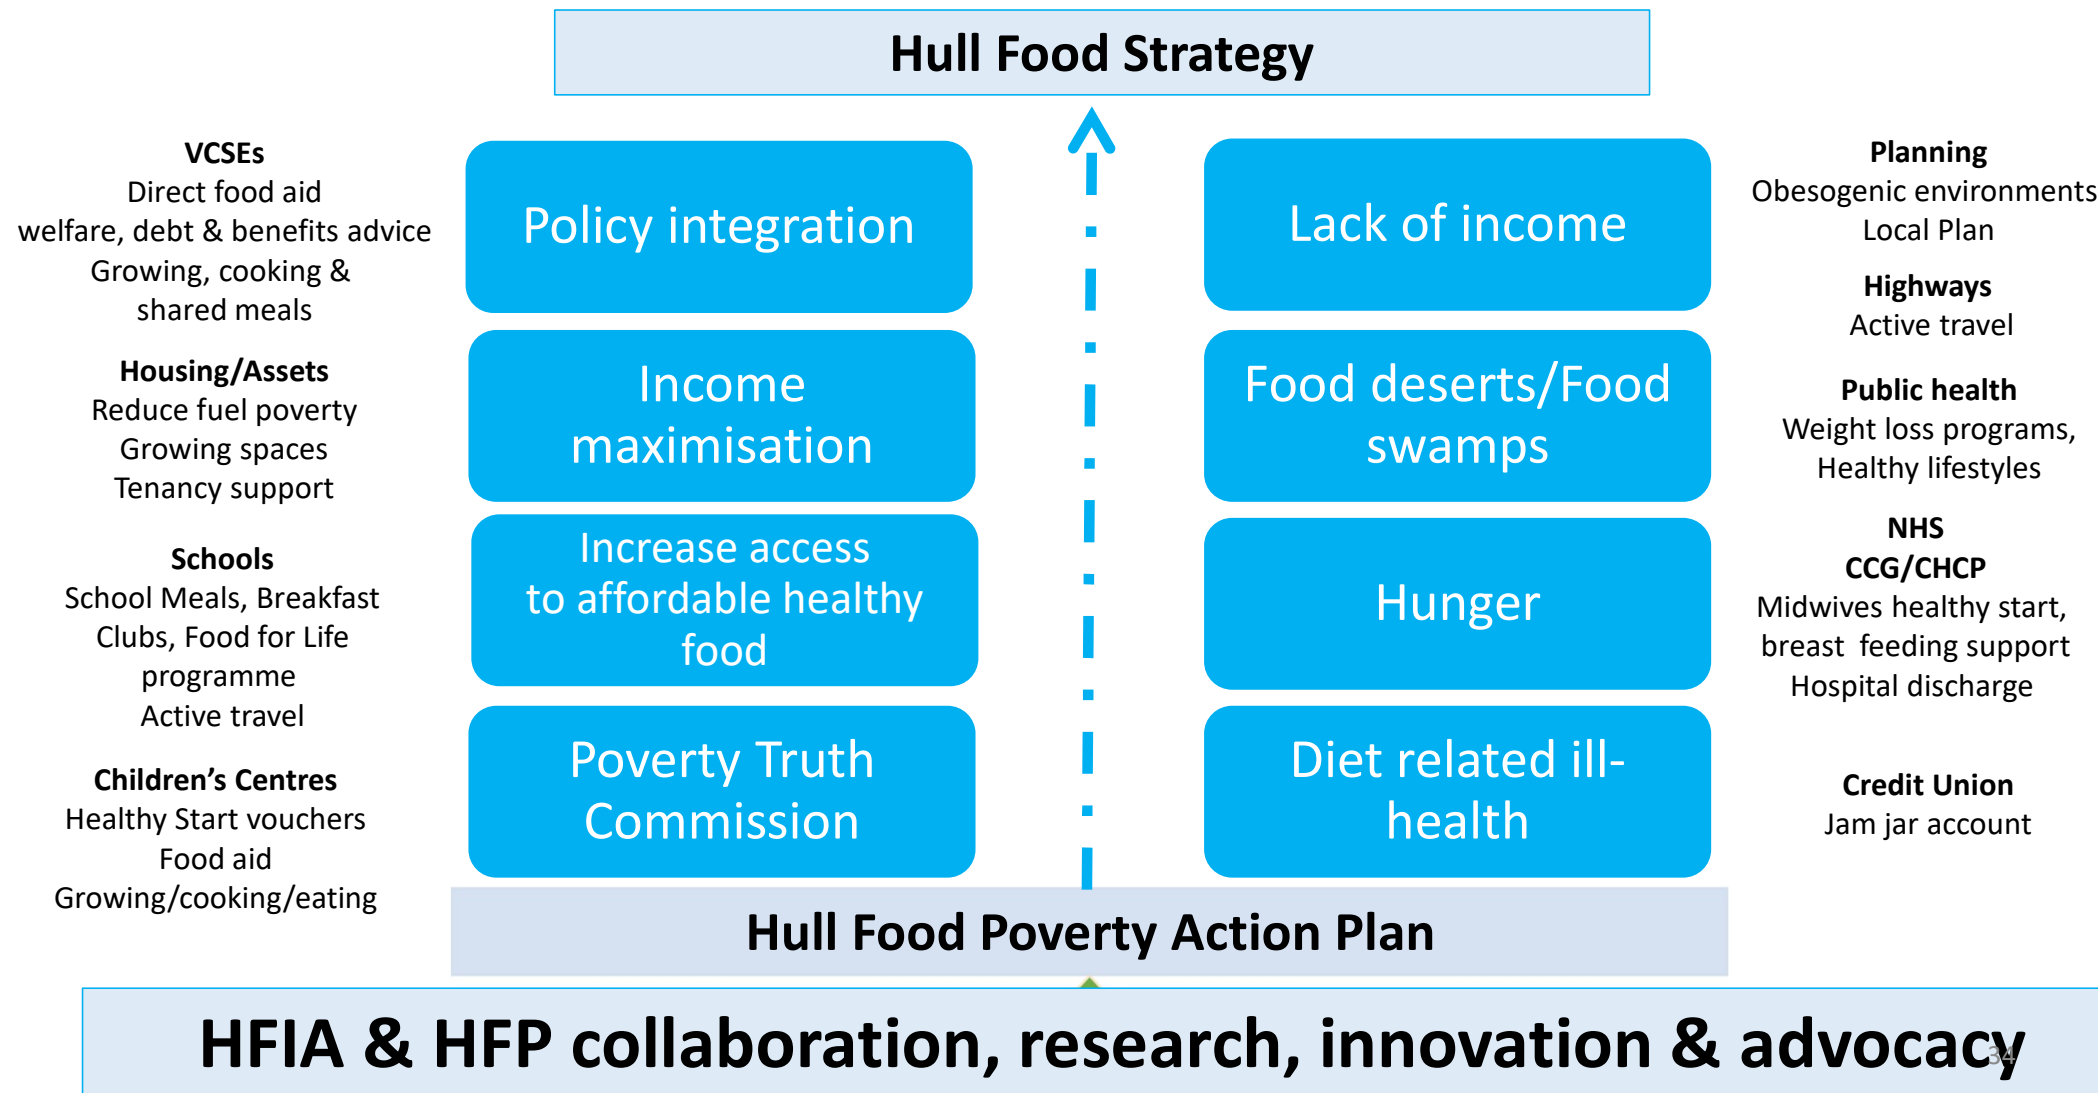 Hull Food Strategy
VCSEs
Direct food aid
welfare, debt & benefits advice
Growing, cooking &
shared meals
Housing/Assets
Reduce fuel poverty
Growing spaces
Tenancy support
Schools
School Meals, Breakfast
Clubs, Food for Life
programme
Active travel
Children’s Centres
Healthy Start vouchers
Food aid
Growing/cooking/eating
Policy integration
Income
maximisation
Increase access
to affordable healthy
food
Poverty Truth
Commission
Lack of income
Food deserts/Food
swamps
Hunger
Diet related ill-
health
Planning
Obesogenic environments
Local Plan
Highways
Active travel
Public health
Weight loss programs,
Healthy lifestyles
NHS
CCG/CHCP
Midwives healthy start,
breast  feeding support
Hospital discharge
Credit Union
Jam jar account
Hull Food Poverty Action Plan
HFIA & HFP collaboration, research, innovation & advocacy
34